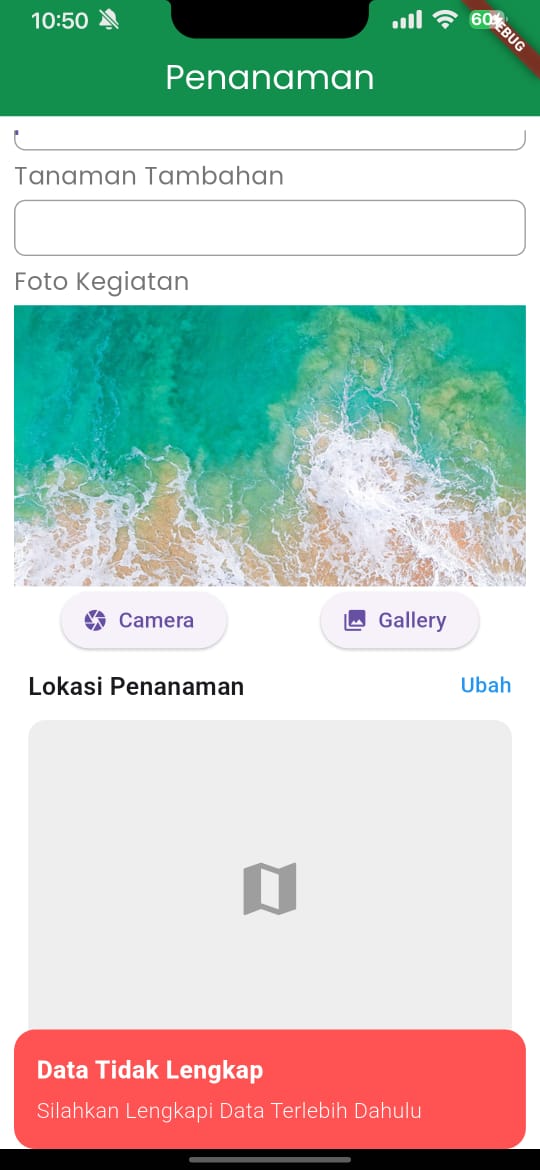 10:50
60
DEBUG
Penanaman
Tanaman Tambahan
Foto Kegiatan
Camera
Gallery
Lokasi Penanaman
Ubah
Data Tidak Lengkap
Silahkan Lengkapi Data Terlebih Dahulu